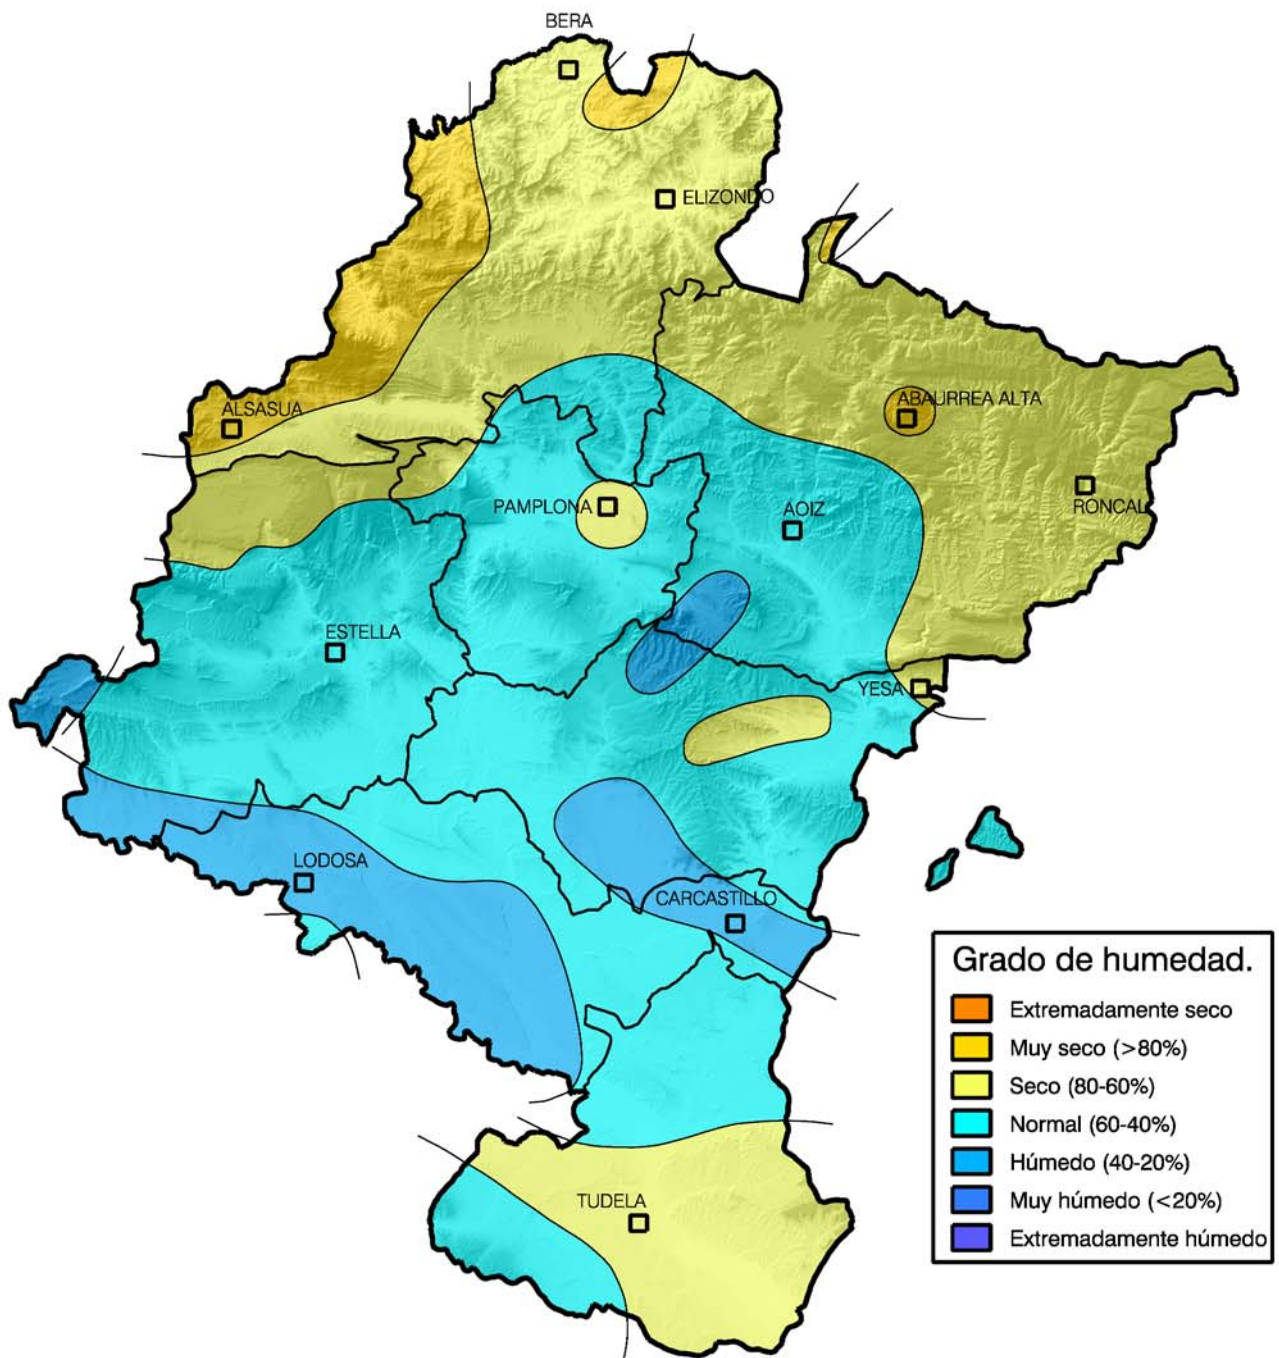 BERA
ELIZONDO
ABAURREA ALTA
ALSASUA
RONCAL
PAMPLONA
AOIZ
ESTELLA
YESA
LODOSA
CARCASTILLO
TUDELA
Grado de humedad.
Extremadamente seco
Muy seco (>80%)
Seco (80-60%)
Normal (60-40%)
Húmedo (40-20%)
Muy húmedo (<20%)
Extremadamente húmedo